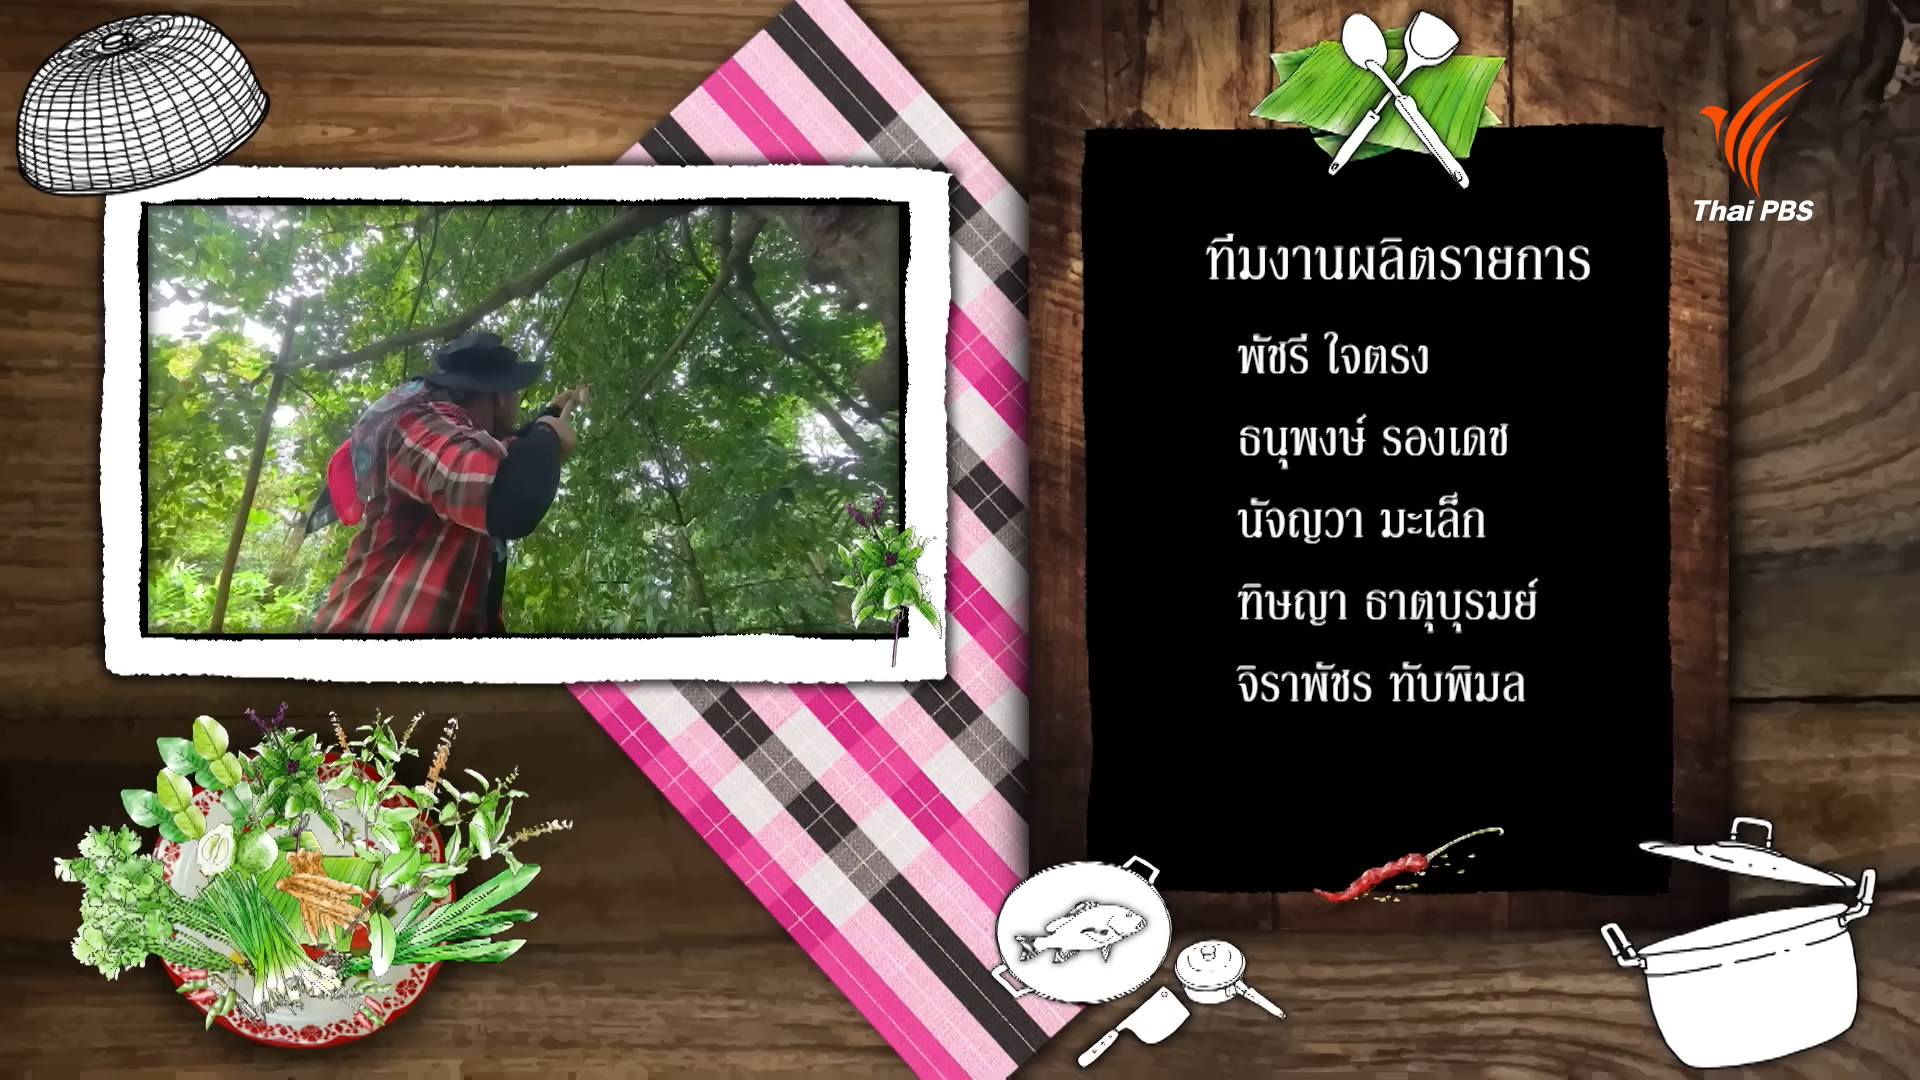 Thai PBS
ทีมงานผลิตรายการ
พัชรี ใจตรง
ธนุพงษ์ รองเดช
นัจญวา มะเล็ก
ฑิษญา ธาตุบุรมย์
จิราพัชร ทับพิมล